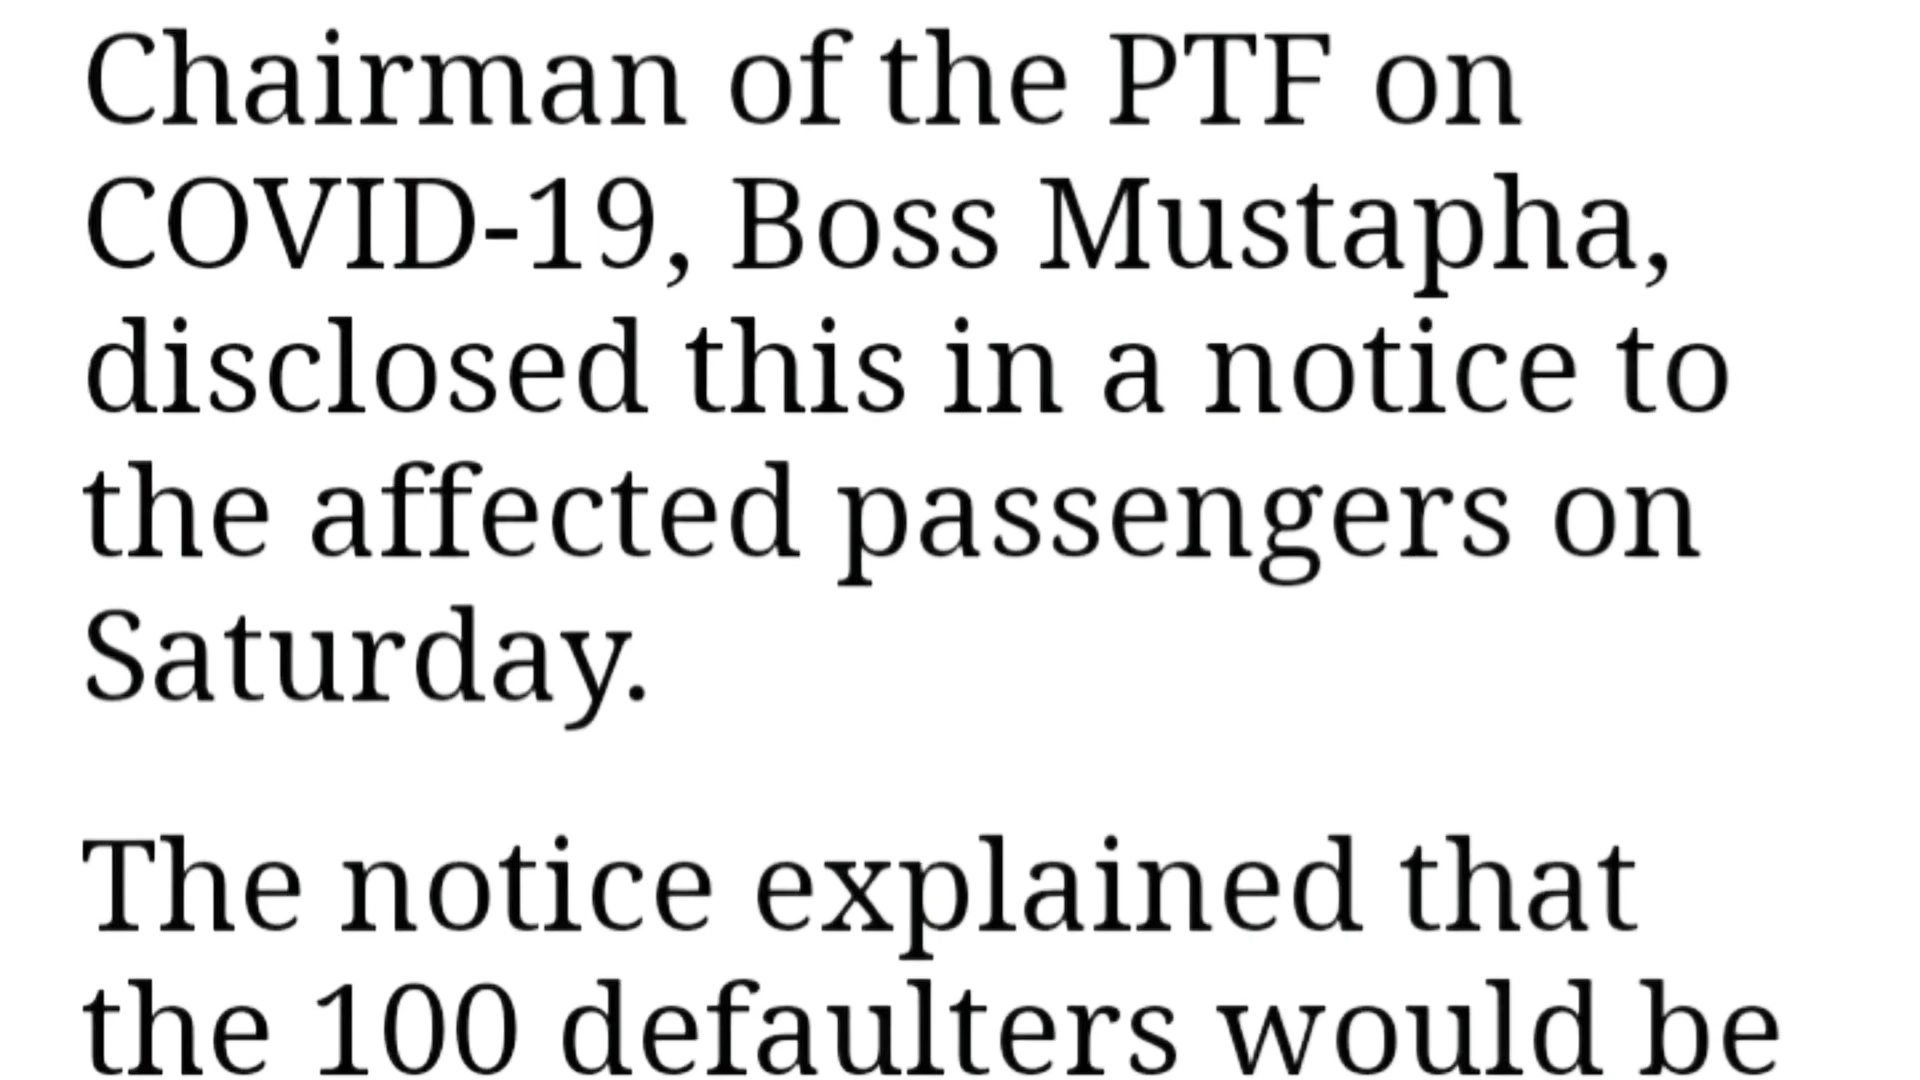 Chairman of the PTF on
COVID-19, Boss Mustapha,
disclosed this in a notice to
the affected passengers on
Saturday.
The notice explained that
the 100 defaulters would be